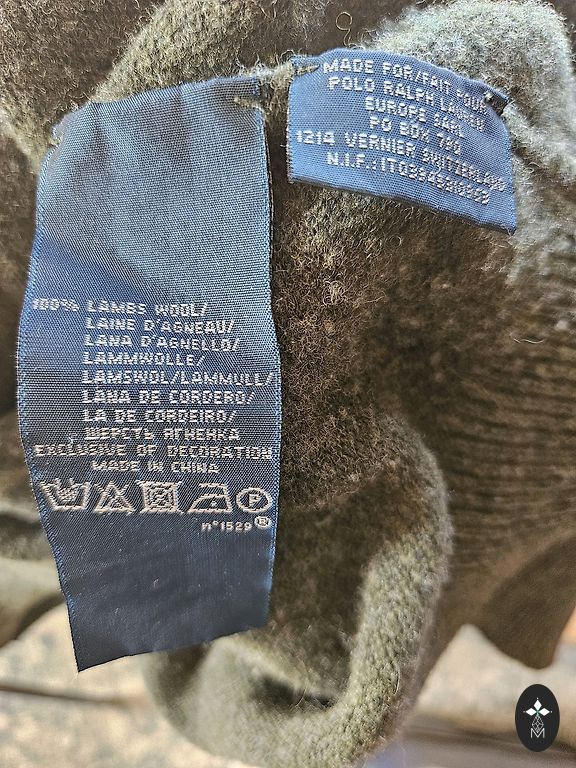 100% LAMBS WOOL/
LAINE D'AGNEAU/
LANA D'AGNELLO/
LAMMWOLLE/
LAMSWOL/LAMMULL/
LANA DE CORDERO/
LA DE CORDEIRO/
ШЕРСТЬ ЯГНЕНКА
EXCLUSIVE OF DECORATION
MADE IN CHINA
P
n°1529®
MADE FOR/FAIT POUR
POLO RALPH LAUREN
EUROPE SARL
PO BOX 790
1214 VERNIER SWITZERLAND
N.I.F.:
M